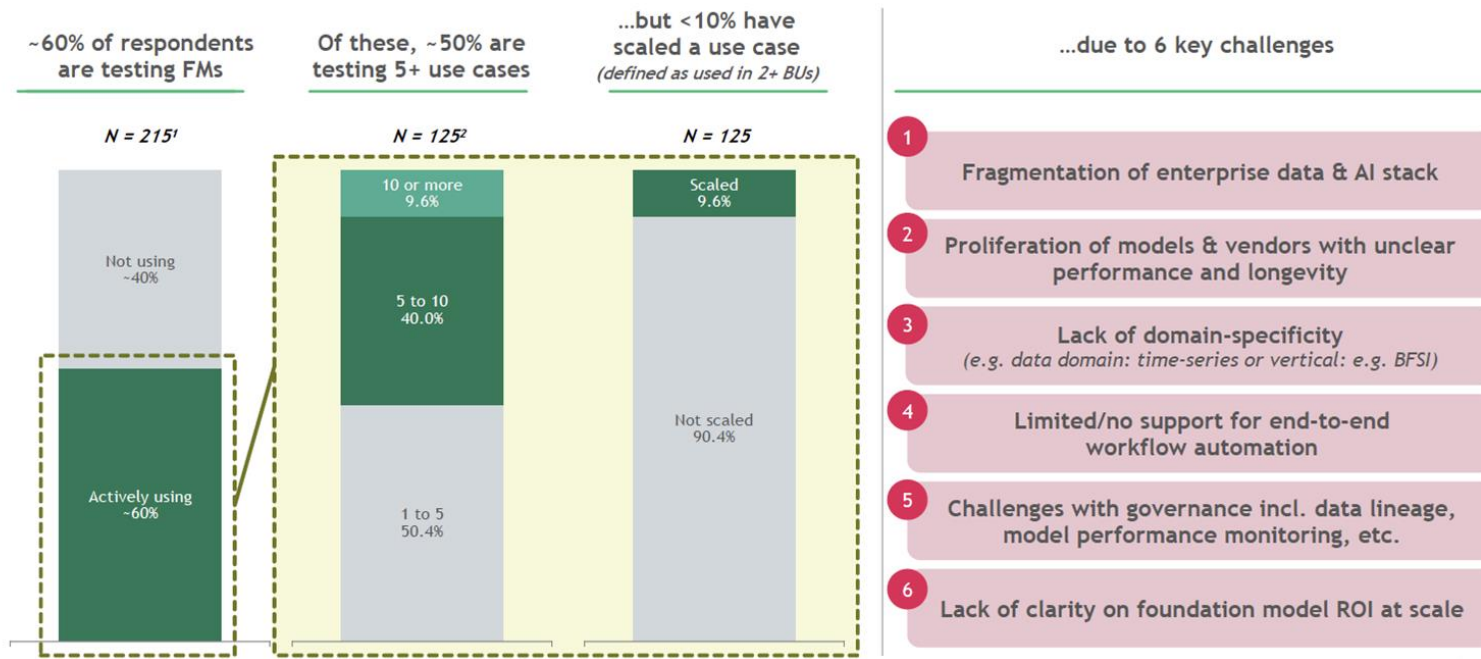 ~60% of respondents
are testing FMs
N = 215¹
Not using
~40%
Actively using
~60%
Of these, ~50% are
testing 5+ use cases
N = 125²
10 or more
9.6%
5 to 10
40.0%
1 to 5
50.4%
...but <10% have
scaled a use case
(defined as used in 2+ BUs)
N = 125
Scaled
9.6%
Not scaled
90.4%
...due to 6 key challenges
1
Fragmentation of enterprise data & AI stack
2
Proliferation of models & vendors with unclear
performance and longevity
3
Lack of domain-specificity
(e.g. data domain: time-series or vertical: e.g. BFSI)
4
Limited/no support for end-to-end
workflow automation
5
Challenges with governance incl. data lineage,
model performance monitoring, etc.
6
Lack of clarity on foundation model ROI at scale